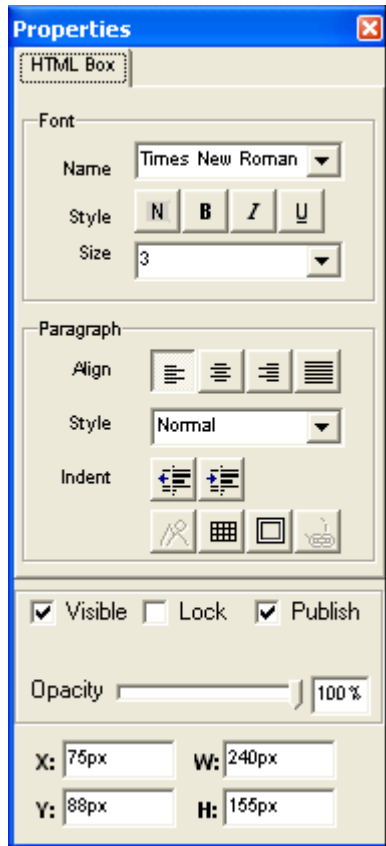 Properties
HTML Box
Font
Name Times New Roman
Style N B I U
Size 3
Paragraph
Align
Style Normal
Indent
Visible Lock Publish
Opacity 100%
X: 75px W: 240px
Y: 88px H: 155px